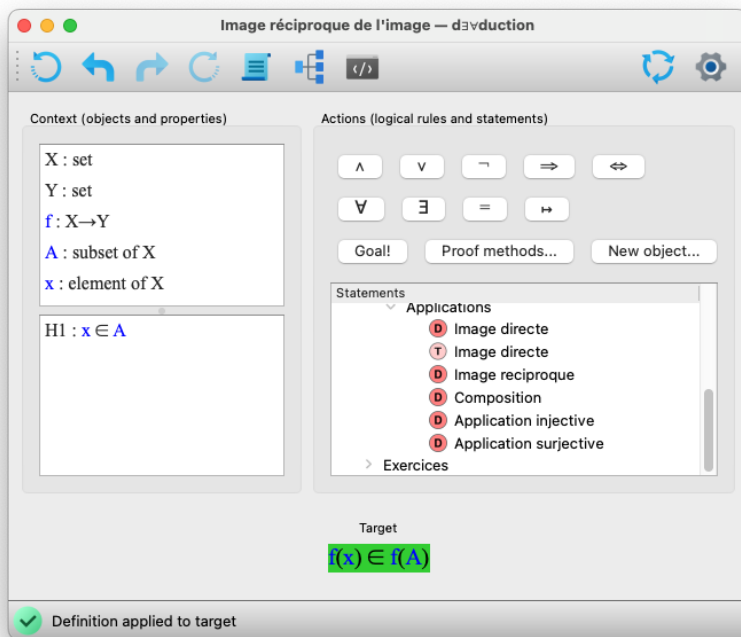 Image réciproque de l'image — d∃∀duction
</>
Context (objects and properties)
X : set
Y : set
f : X→Y
A : subset of X
x : element of X
H1 : x ∈ A
Actions (logical rules and statements)
∧ ∨ ¬ ⇒ ⇔
∀ ∃ = ↦
Goal! Proof methods... New object...
Statements
Applications
D Image directe
T Image directe
D Image reciproque
D Composition
D Application injective
D Application surjective
Exercices
Target
f(x) ∈ f(A)
Definition applied to target